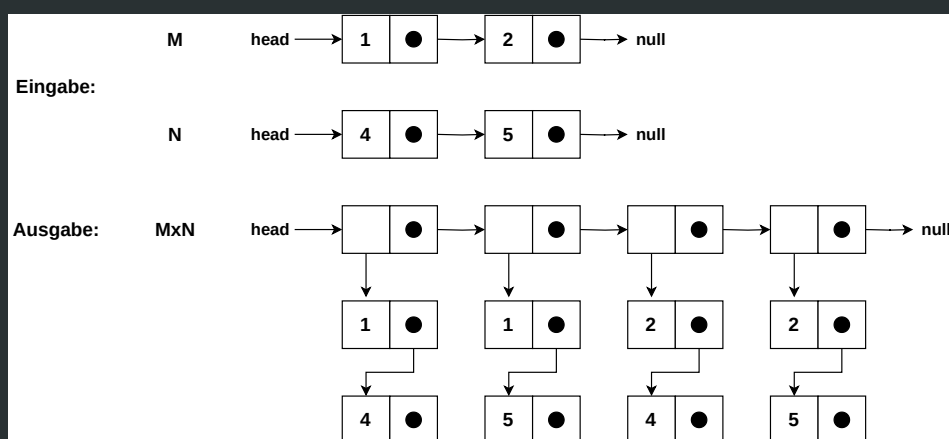 M head 1 2 null
Eingabe:
N head 4 5 null
Ausgabe: MxN head null
1 1 2 2
4 5 4 5